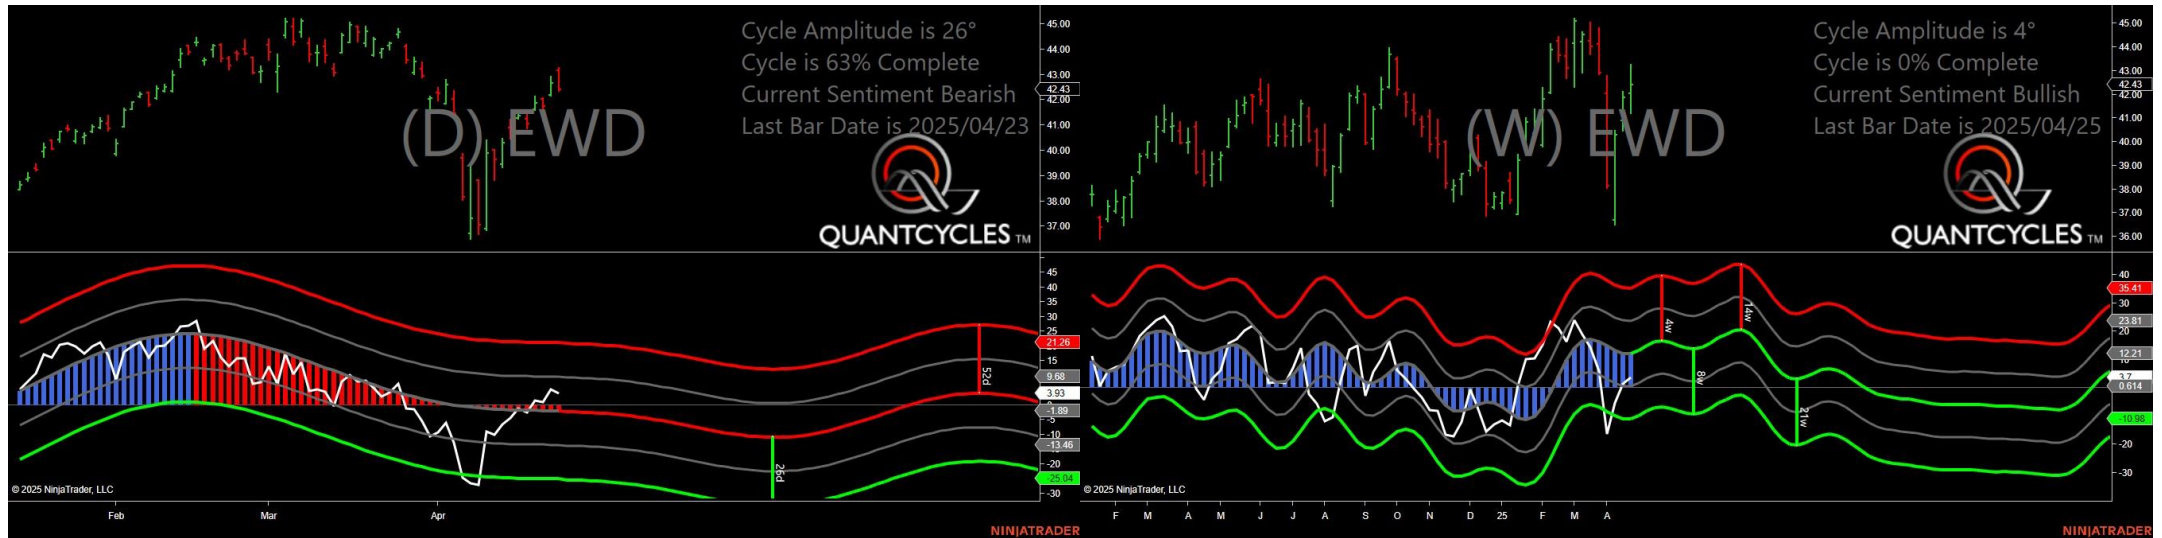 Cycle Amplitude is 26°
Cycle is 63% Complete
Current Sentiment Bearish
Last Bar Date is 2025/04/23
(D) EWD
QUANTCYCLES TM
45.00
44.00
43.00
42.43
42.00
41.00
40.00
39.00
38.00
37.00
45
40
35
30
25
21.26
15
9.68
3.93
-1.89
-5
-10
-13.46
-20
-25.04
-30
52d
26d
© 2025 NinjaTrader, LLC
Feb
Mar
Apr
NINJATRADER
Cycle Amplitude is 4°
Cycle is 0% Complete
Current Sentiment Bullish
Last Bar Date is 2025/04/25
(W) EWD
QUANTCYCLES TM
45.00
44.00
43.00
42.43
42.00
41.00
40.00
39.00
38.00
37.00
36.00
40
35.41
30
23.81
20
12.21
3.7
0.614
-10.98
-20
-30
4w
14w
8w
21w
© 2025 NinjaTrader, LLC
F
M
A
M
J
J
A
S
O
N
D
25
F
M
A
NINJATRADER